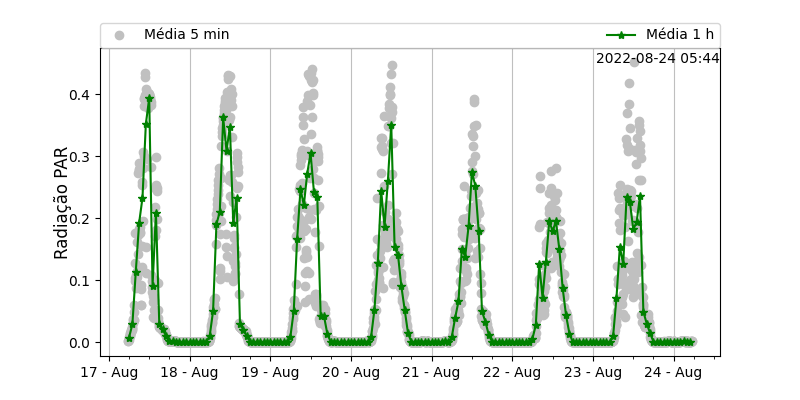 Média 5 min
Média 1 h
2022-08-24 05:44
Radiação PAR
0.4
0.3
0.2
0.1
0.0
17 - Aug
18 - Aug
19 - Aug
20 - Aug
21 - Aug
22 - Aug
23 - Aug
24 - Aug